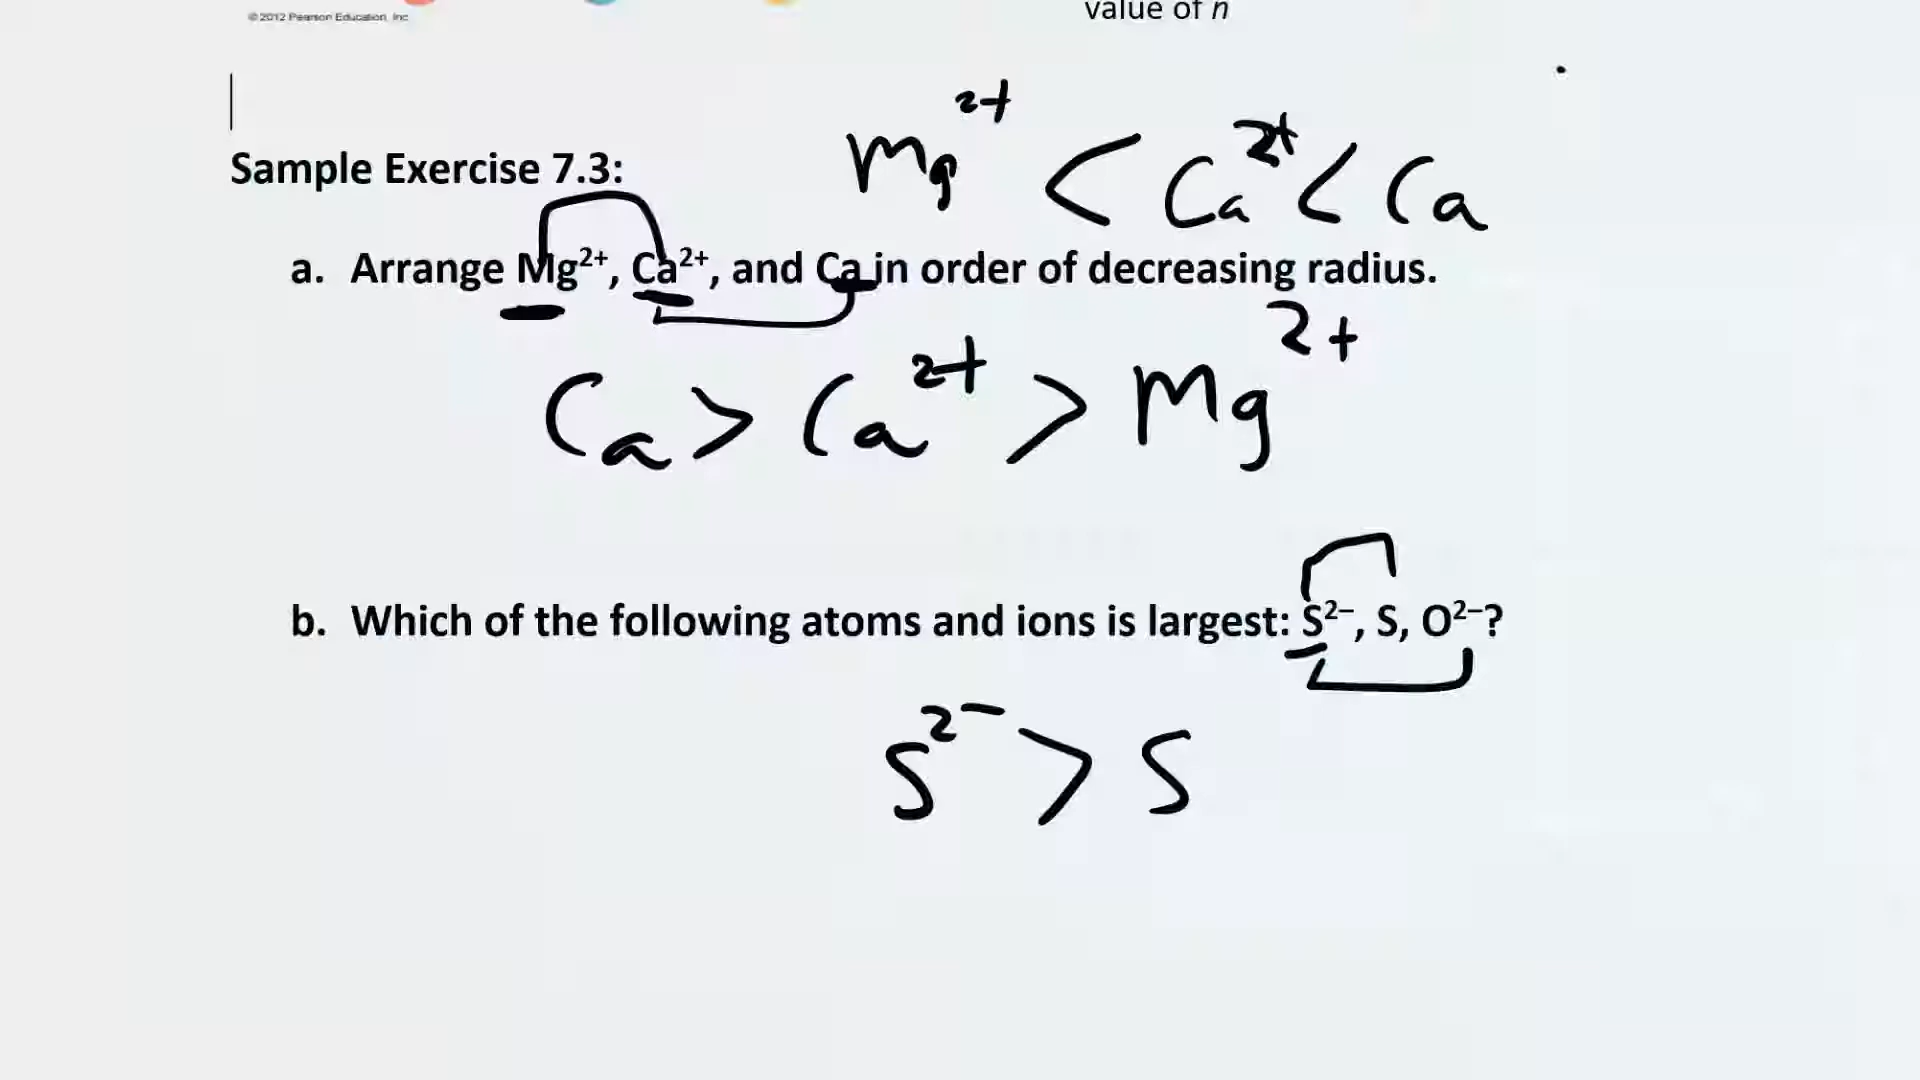 © 2012 Pearson Education, Inc
value of n
Mg²⁺ < Ca²⁺ < Ca
Sample Exercise 7.3:
a. Arrange Mg²⁺, Ca²⁺, and Ca in order of decreasing radius.
Ca > Ca²⁺ > Mg²⁺
b. Which of the following atoms and ions is largest: S²⁻, S, O²⁻?
S²⁻ > S